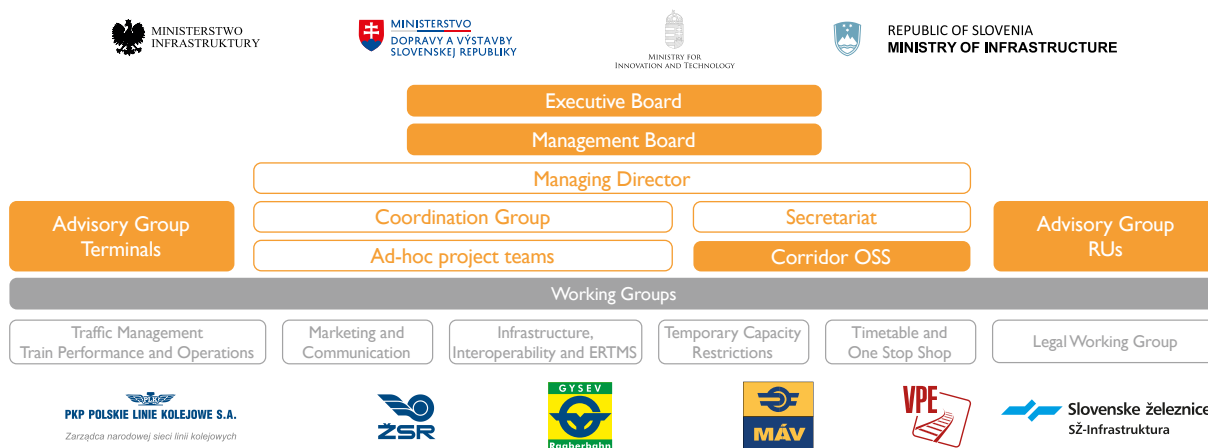 MINISTERSTWO
INFRASTRUKTURY
MINISTERSTVO
DOPRAVY A VÝSTAVBY
SLOVENSKEJ REPUBLIKY
MINISTRY FOR
INNOVATION AND TECHNOLOGY
REPUBLIC OF SLOVENIA
MINISTRY OF INFRASTRUCTURE
Executive Board
Management Board
Managing Director
Advisory Group
Terminals
Coordination Group
Secretariat
Advisory Group
RUs
Ad-hoc project teams
Corridor OSS
Working Groups
Traffic Management
Train Performance and Operations
Marketing and
Communication
Infrastructure,
Interoperability and ERTMS
Temporary Capacity
Restrictions
Timetable and
One Stop Shop
Legal Working Group
PLK
PKP POLSKIE LINIE KOLEJOWE S.A.
Zarządca narodowej sieci linii kolejowych
ŽSR
GYSEV
Raaberbahn
MÁV
VPE
Slovenske železnice
SŽ-Infrastruktura